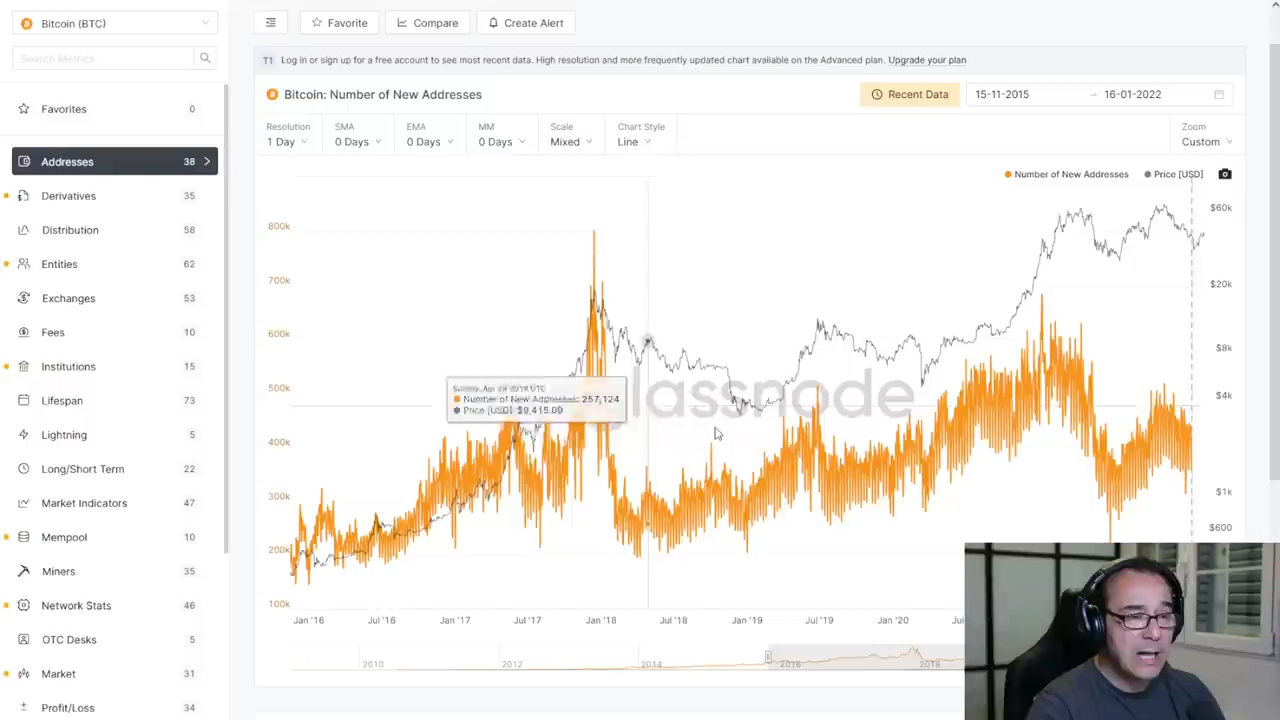 Bitcoin (BTC)
Favorite
Compare
Create Alert
Search Metrics
T1 Log in or sign up for a free account to see most recent data. High resolution and more frequently updated chart available on the Advanced plan. Upgrade your plan
Favorites 0
Bitcoin: Number of New Addresses
Recent Data
15-11-2015 → 16-01-2022
Resolution
1 Day
SMA
0 Days
EMA
0 Days
MM
0 Days
Scale
Mixed
Chart Style
Line
Zoom
Custom
Addresses 38
Derivatives 35
Distribution 58
Entities 62
Exchanges 53
Fees 10
Institutions 15
Lifespan 73
Lightning 5
Long/Short Term 22
Market Indicators 47
Mempool 10
Miners 35
Network Stats 46
OTC Desks 5
Market 31
Profit/Loss 34
Number of New Addresses
Price [USD]
800k
700k
600k
500k
400k
300k
200k
100k
$60k
$20k
$8k
$4k
$1k
$600
glassnode
Number of New Addresses: 257,124
Price [USD]: $9,415.09
Jan '16 Jul '16 Jan '17 Jul '17 Jan '18 Jul '18 Jan '19 Jul '19 Jan '20
2010 2012 2014 2016 2018